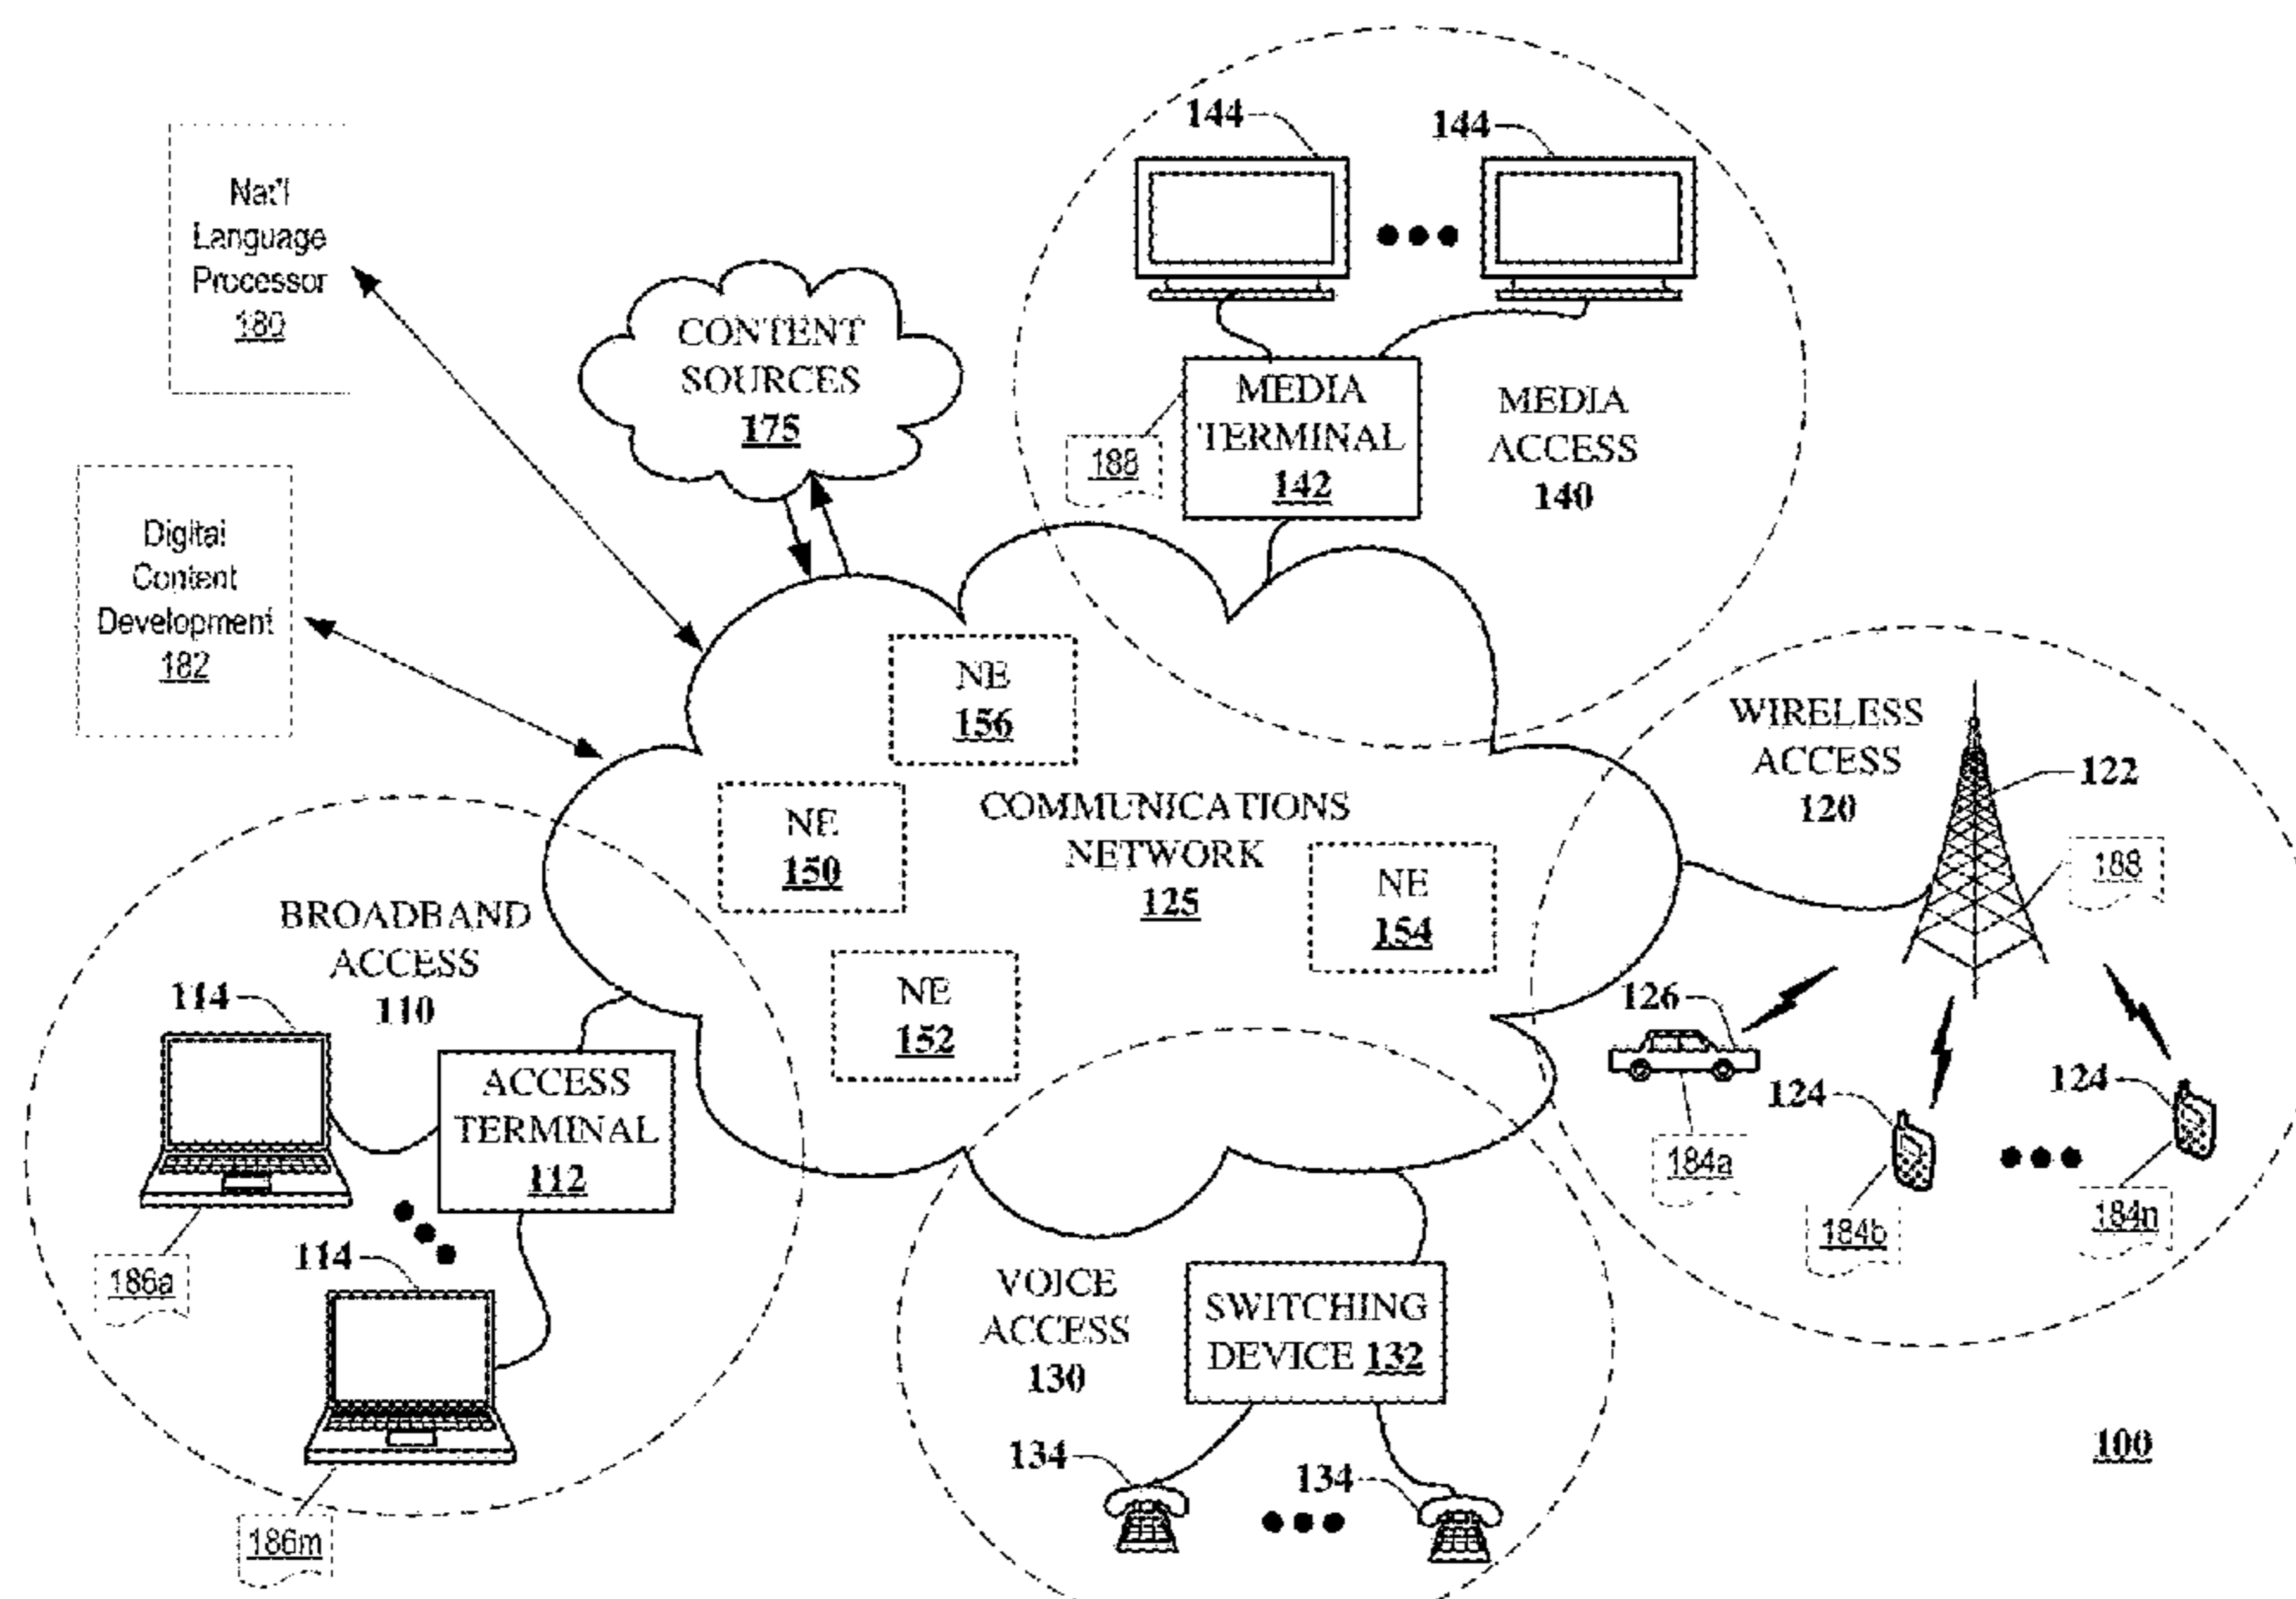 144
144
Nat'l
Language
Processor
180
CONTENT
SOURCES
175
MEDIA
TERMINAL
142
188
MEDIA
ACCESS
140
Digital
Content
Development
182
NE
156
WIRELESS
ACCESS
120
122
188
NE
150
COMMUNICATIONS
NETWORK
125
NE
154
BROADBAND
ACCESS
110
114
NE
152
126
ACCESS
TERMINAL
112
124
124
184a
184b
184n
186a
114
VOICE
ACCESS
130
SWITCHING
DEVICE 132
134
134
100
186m